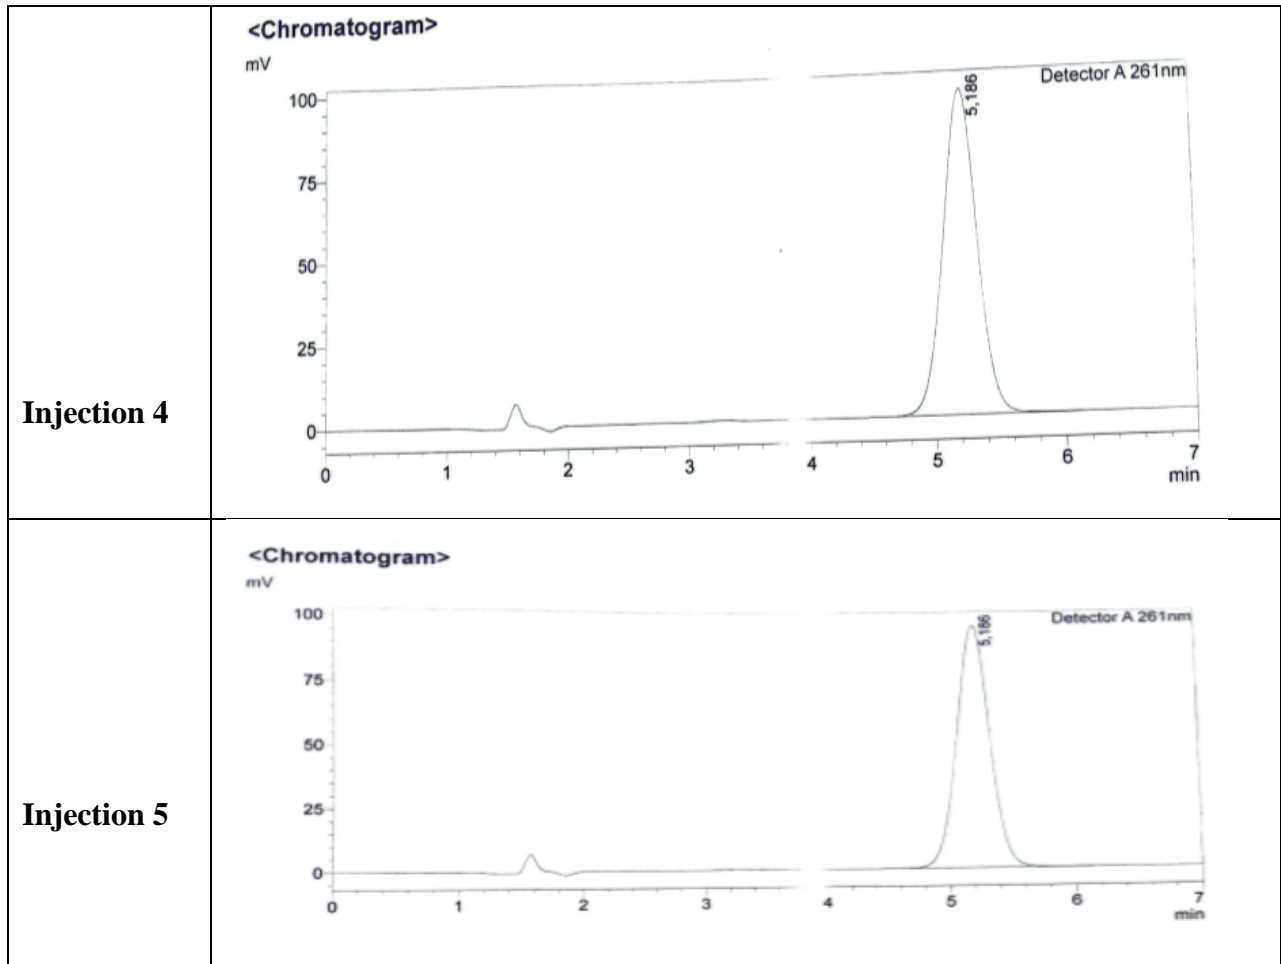 <Chromatogram>
mV
Detector A 261nm
5,186
100
75
50
25
0
0 1 2 3 4 5 6 7
min
Injection 4
<Chromatogram>
mV
Detector A 261nm
5,186
100
75
50
25
0
0 1 2 3 4 5 6 7
min
Injection 5